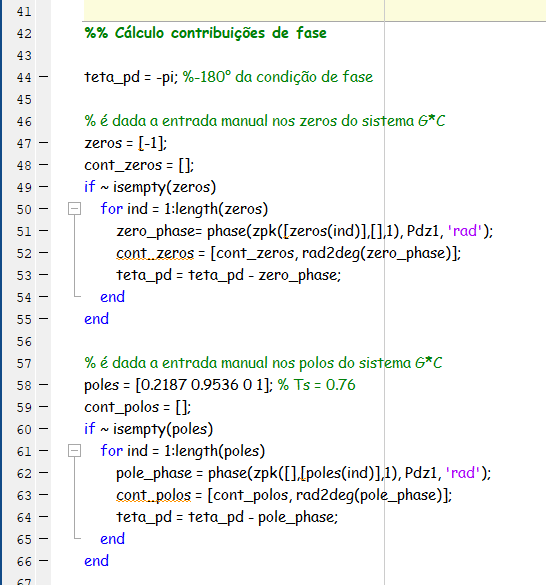 41
42 %% Cálculo contribuições de fase
43
44 teta_pd = -pi; %-180° da condição de fase
45
46 % é dada a entrada manual nos zeros do sistema G*C
47 zeros = [-1];
48 cont_zeros = [];
49 if ~ isempty(zeros)
50 for ind = 1:length(zeros)
51 zero_phase= phase(zpk([zeros(ind)],[],1), Pdz1, 'rad');
52 cont_zeros = [cont_zeros, rad2deg(zero_phase)];
53 teta_pd = teta_pd - zero_phase;
54 end
55 end
56
57 % é dada a entrada manual nos polos do sistema G*C
58 poles = [0.2187 0.9536 0 1]; % Ts = 0.76
59 cont_polos = [];
60 if ~ isempty(poles)
61 for ind = 1:length(poles)
62 pole_phase = phase(zpk([],[poles(ind)],1), Pdz1, 'rad');
63 cont_polos = [cont_polos, rad2deg(pole_phase)];
64 teta_pd = teta_pd - pole_phase;
65 end
66 end
67